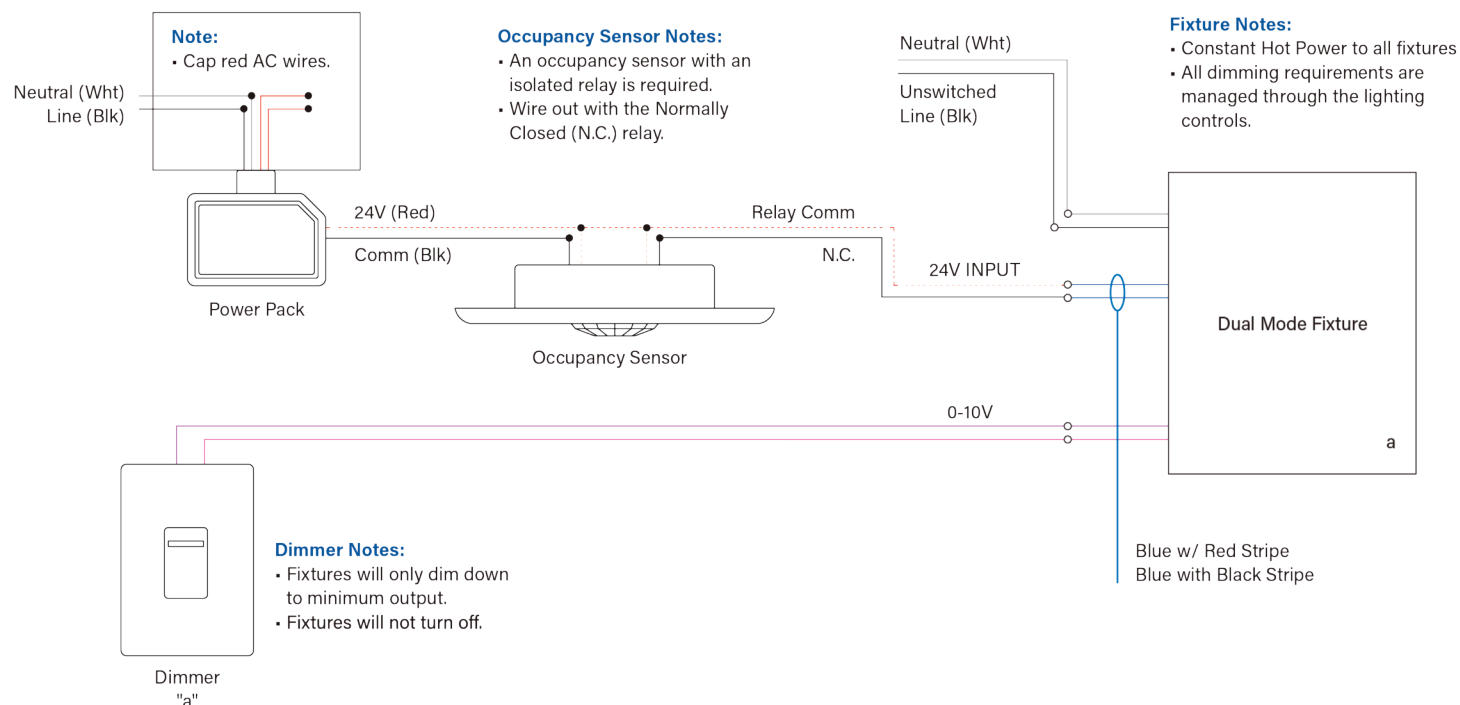 Note:
• Cap red AC wires.
Neutral (Wht)
Line (Blk)
Occupancy Sensor Notes:
• An occupancy sensor with an
isolated relay is required.
• Wire out with the Normally
Closed (N.C.) relay.
Neutral (Wht)
Unswitched
Line (Blk)
Fixture Notes:
• Constant Hot Power to all fixtures
• All dimming requirements are
managed through the lighting
controls.
24V (Red)
Comm (Blk)
Power Pack
Relay Comm
N.C.
Occupancy Sensor
24V INPUT
Dual Mode Fixture
a
0-10V
Blue w/ Red Stripe
Blue with Black Stripe
Dimmer Notes:
• Fixtures will only dim down
to minimum output.
• Fixtures will not turn off.
Dimmer
"a"